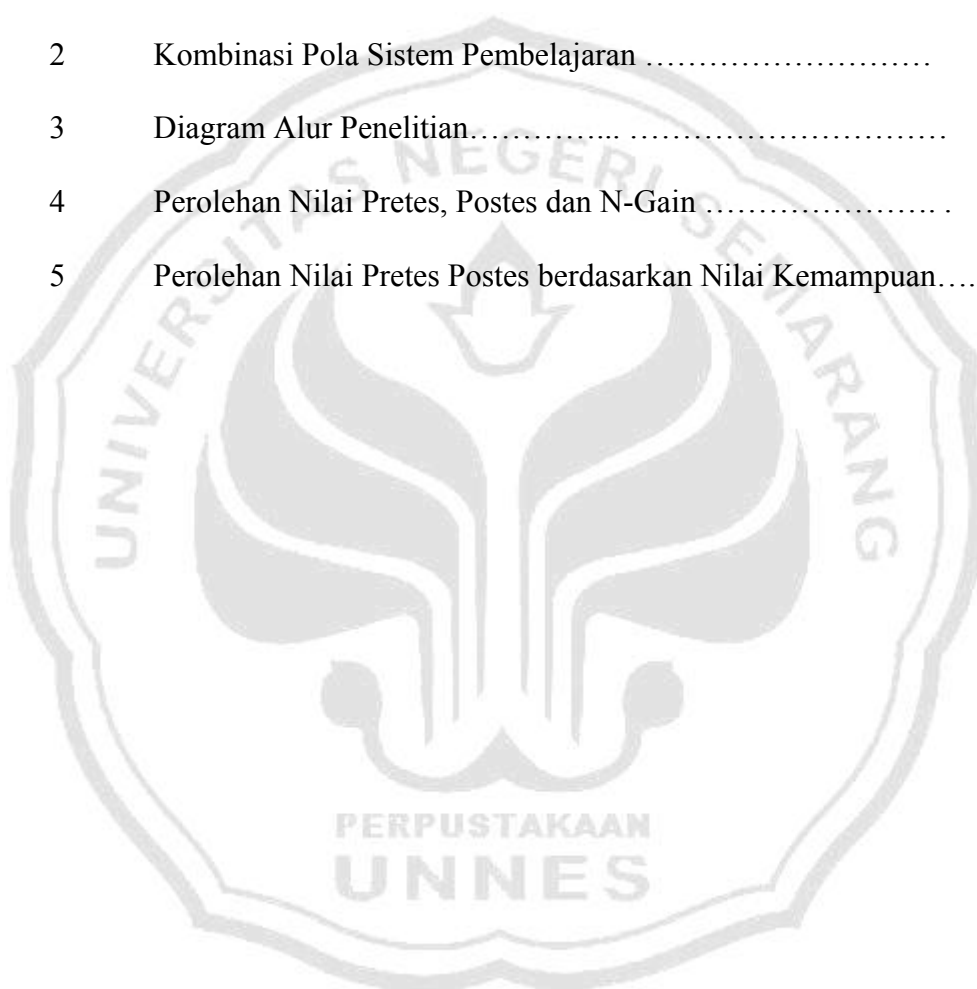 2 Kombinasi Pola Sistem Pembelajaran ………………………
3 Diagram Alur Penelitian…………... …………………………
4 Perolehan Nilai Pretes, Postes dan N-Gain …………………. .
5 Perolehan Nilai Pretes Postes berdasarkan Nilai Kemampuan….
UNIVERSITAS NEGERI SEMARANG
PERPUSTAKAAN
UNNES